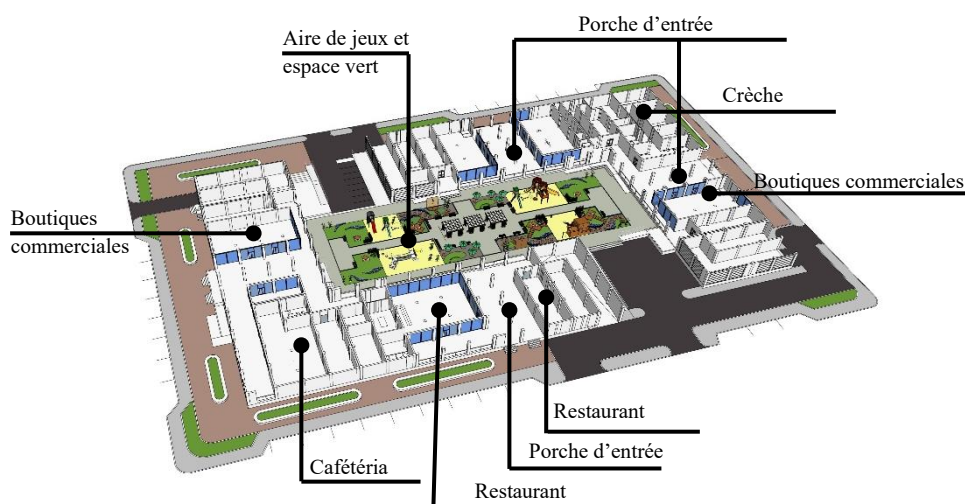 Porche d’entrée
Aire de jeux et
espace vert
Crèche
Boutiques commerciales
Boutiques
commerciales
Restaurant
Porche d’entrée
Cafétéria
Restaurant